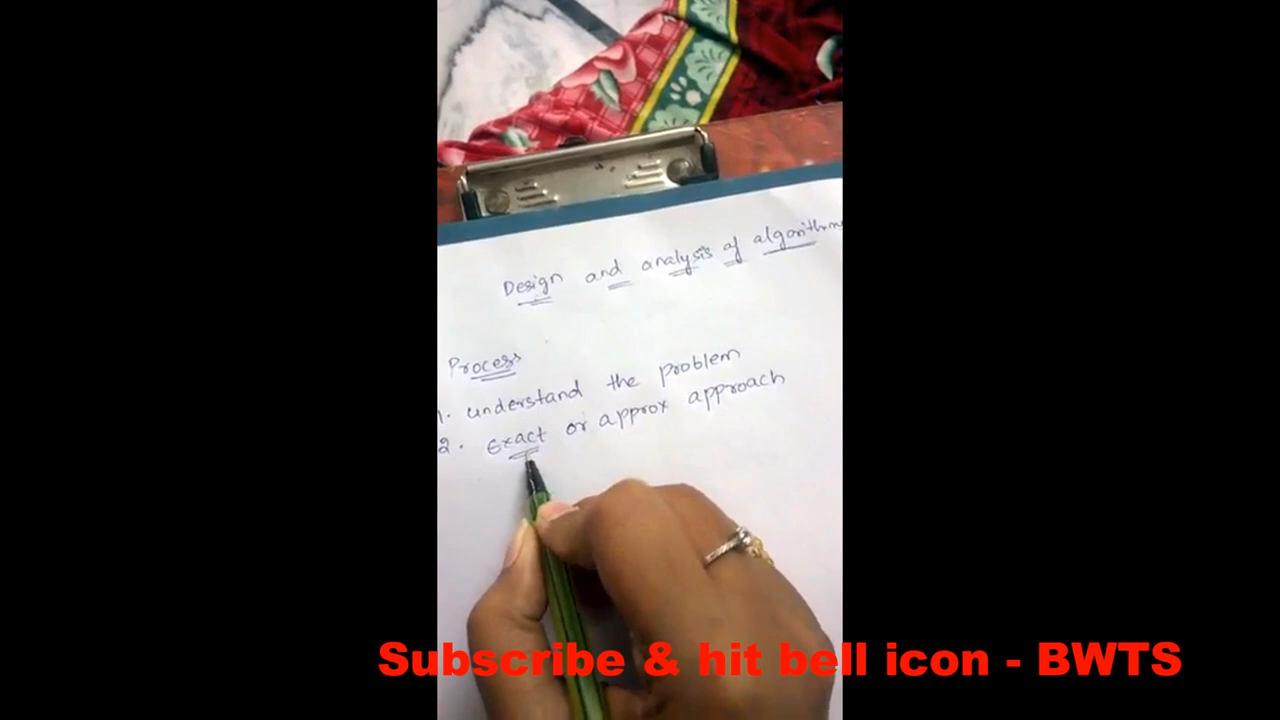 Design and analysis of algorithm
Process
1. understand the problem
2. Exact or approx approach
Subscribe & hit bell icon - BWTS